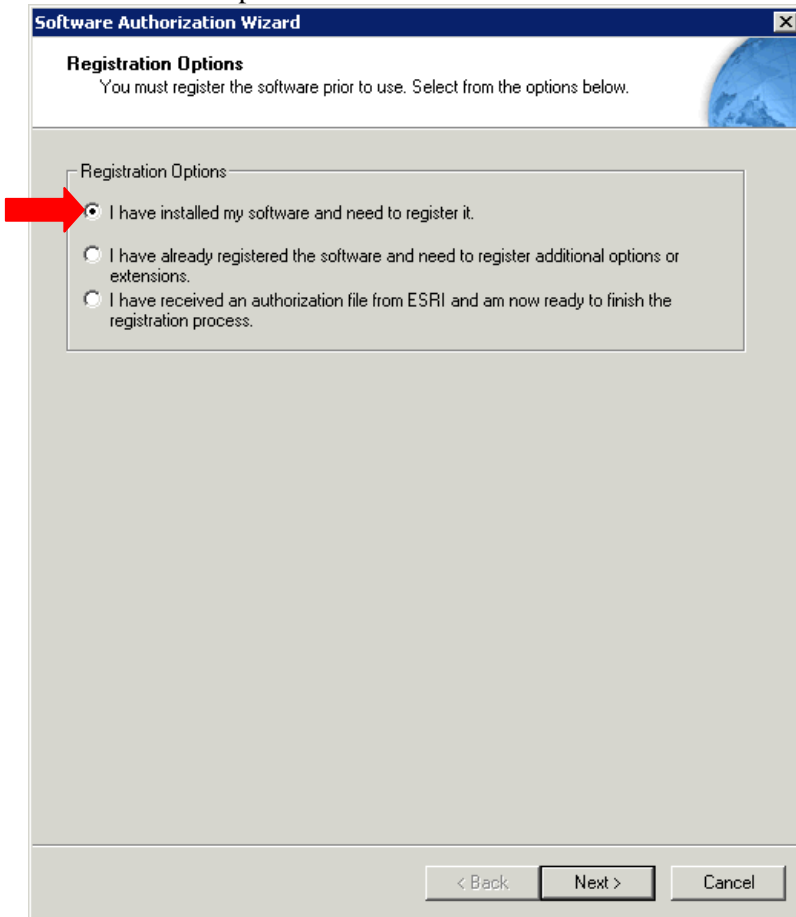 Software Authorization Wizard
Registration Options
You must register the software prior to use. Select from the options below.
Registration Options
I have installed my software and need to register it.
I have already registered the software and need to register additional options or
extensions.
I have received an authorization file from ESRI and am now ready to finish the
registration process.
< Back
Next >
Cancel